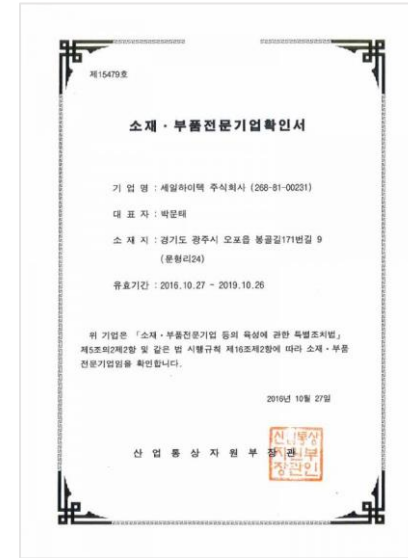 제15479호
소재 · 부품전문기업확인서
기 업 명 : 세일하이텍 주식회사 (268-81-00231)
대 표 자 : 박문태
소 재 지 : 경기도 광주시 오포읍 봉골길171번길 9
(문형리24)
유효기간 : 2016.10.27 ~ 2019.10.26
위 기업은 「소재 · 부품전문기업 등의 육성에 관한 특별조치법」
제5조의2제2항 및 같은 법 시행규칙 제16조제2항에 따라 소재 · 부품
전문기업임을 확인합니다.
2016년 10월 27일
산 업 통 상 자 원 부 장 관